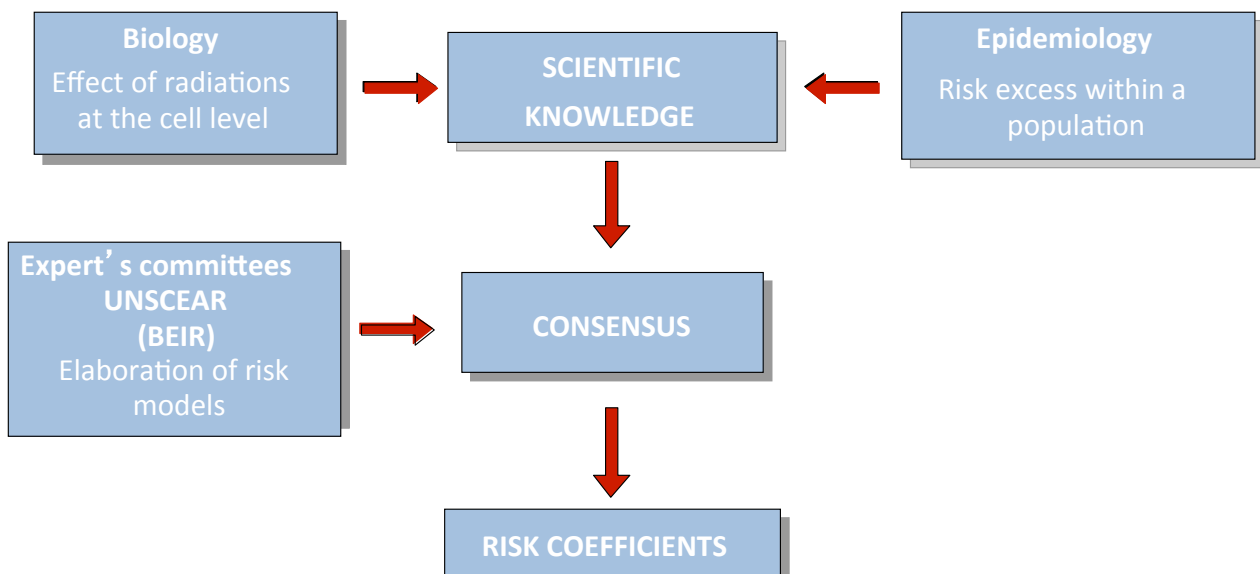 Biology
Effect of radiations
at the cell level
SCIENTIFIC
KNOWLEDGE
Epidemiology
Risk excess within a
population
Expert’s committees
UNSCEAR
(BEIR)
Elaboration of risk
models
CONSENSUS
RISK COEFFICIENTS